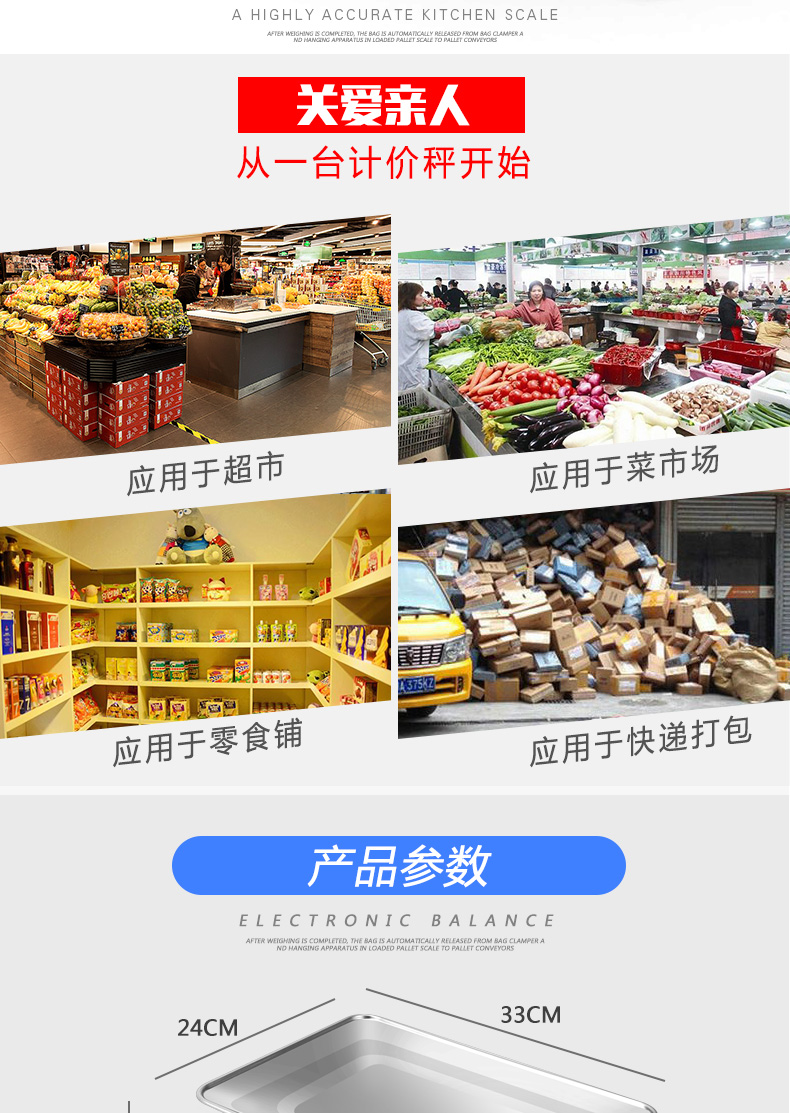 A HIGHLY ACCURATE KITCHEN SCALE
AFTER WEIGHING IS COMPLETED, THE BAG IS AUTOMATICALLY RELEASED FROM BAG CLAMPER A
ND HANGING APPARATUS IN LOADED PALLET SCALE TO PALLET CONVEYORS
关爱亲人
从一台计价秤开始
应用于超市
应用于菜市场
应用于零食铺
A·375KZ
应用于快递打包
产品参数
ELECTRONIC BALANCE
AFTER WEIGHING IS COMPLETED, THE BAG IS AUTOMATICALLY RELEASED FROM BAG CLAMPER A
ND HANGING APPARATUS IN LOADED PALLET SCALE TO PALLET CONVEYORS
24CM
33CM